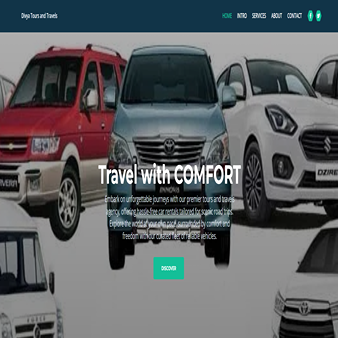 Divya Tours and Travels
HOME INTRO SERVICES ABOUT CONTACT
Travel with COMFORT
Embark on unforgettable journeys with our premier tours and travels
agency, offering hassle-free car rentals tailored for scenic road trips.
Explore the world at your own pace, surrounded by comfort and
freedom with our curated fleet of reliable vehicles.
DISCOVER
DZIRE